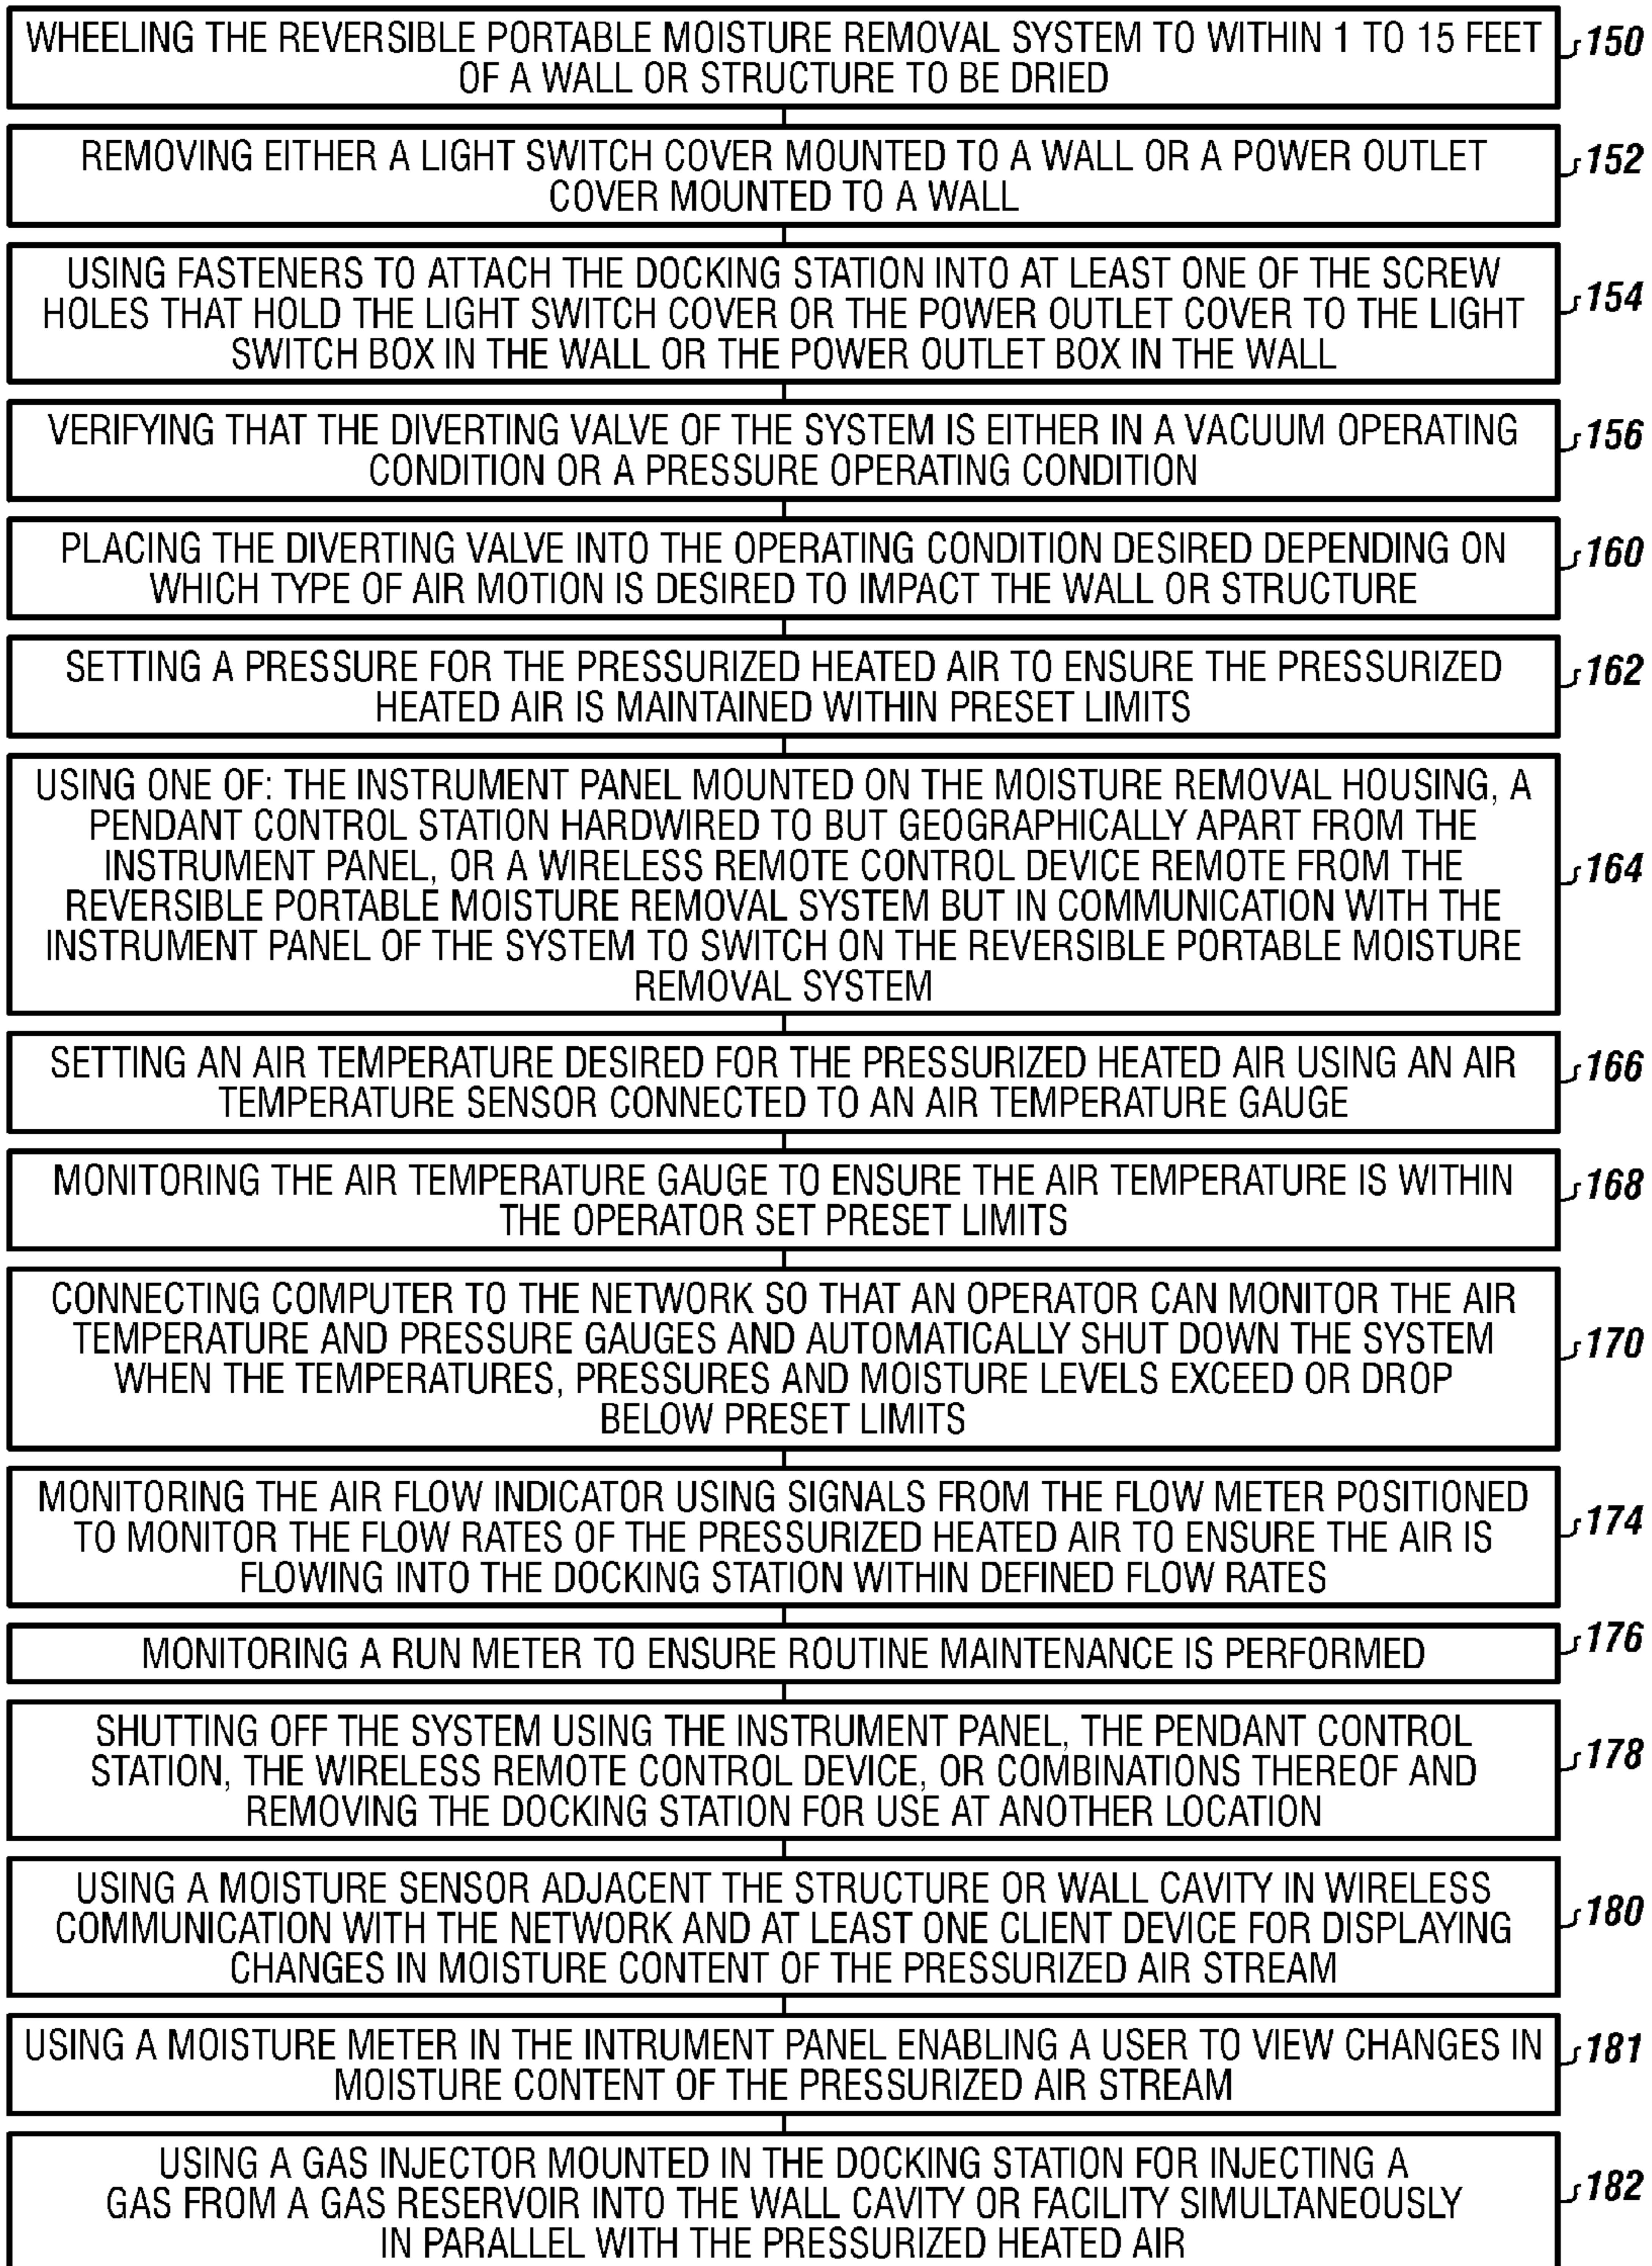 WHEELING THE REVERSIBLE PORTABLE MOISTURE REMOVAL SYSTEM TO WITHIN 1 TO 15 FEET
OF A WALL OR STRUCTURE TO BE DRIED
150
REMOVING EITHER A LIGHT SWITCH COVER MOUNTED TO A WALL OR A POWER OUTLET
COVER MOUNTED TO A WALL
152
USING FASTENERS TO ATTACH THE DOCKING STATION INTO AT LEAST ONE OF THE SCREW
HOLES THAT HOLD THE LIGHT SWITCH COVER OR THE POWER OUTLET COVER TO THE LIGHT
SWITCH BOX IN THE WALL OR THE POWER OUTLET BOX IN THE WALL
154
VERIFYING THAT THE DIVERTING VALVE OF THE SYSTEM IS EITHER IN A VACUUM OPERATING
CONDITION OR A PRESSURE OPERATING CONDITION
156
PLACING THE DIVERTING VALVE INTO THE OPERATING CONDITION DESIRED DEPENDING ON
WHICH TYPE OF AIR MOTION IS DESIRED TO IMPACT THE WALL OR STRUCTURE
160
SETTING A PRESSURE FOR THE PRESSURIZED HEATED AIR TO ENSURE THE PRESSURIZED
HEATED AIR IS MAINTAINED WITHIN PRESET LIMITS
162
USING ONE OF: THE INSTRUMENT PANEL MOUNTED ON THE MOISTURE REMOVAL HOUSING, A
PENDANT CONTROL STATION HARDWIRED TO BUT GEOGRAPHICALLY APART FROM THE
INSTRUMENT PANEL, OR A WIRELESS REMOTE CONTROL DEVICE REMOTE FROM THE
REVERSIBLE PORTABLE MOISTURE REMOVAL SYSTEM BUT IN COMMUNICATION WITH THE
INSTRUMENT PANEL OF THE SYSTEM TO SWITCH ON THE REVERSIBLE PORTABLE MOISTURE
REMOVAL SYSTEM
164
SETTING AN AIR TEMPERATURE DESIRED FOR THE PRESSURIZED HEATED AIR USING AN AIR
TEMPERATURE SENSOR CONNECTED TO AN AIR TEMPERATURE GAUGE
166
MONITORING THE AIR TEMPERATURE GAUGE TO ENSURE THE AIR TEMPERATURE IS WITHIN
THE OPERATOR SET PRESET LIMITS
168
CONNECTING COMPUTER TO THE NETWORK SO THAT AN OPERATOR CAN MONITOR THE AIR
TEMPERATURE AND PRESSURE GAUGES AND AUTOMATICALLY SHUT DOWN THE SYSTEM
WHEN THE TEMPERATURES, PRESSURES AND MOISTURE LEVELS EXCEED OR DROP
BELOW PRESET LIMITS
170
MONITORING THE AIR FLOW INDICATOR USING SIGNALS FROM THE FLOW METER POSITIONED
TO MONITOR THE FLOW RATES OF THE PRESSURIZED HEATED AIR TO ENSURE THE AIR IS
FLOWING INTO THE DOCKING STATION WITHIN DEFINED FLOW RATES
174
MONITORING A RUN METER TO ENSURE ROUTINE MAINTENANCE IS PERFORMED
176
SHUTTING OFF THE SYSTEM USING THE INSTRUMENT PANEL, THE PENDANT CONTROL
STATION, THE WIRELESS REMOTE CONTROL DEVICE, OR COMBINATIONS THEREOF AND
REMOVING THE DOCKING STATION FOR USE AT ANOTHER LOCATION
178
USING A MOISTURE SENSOR ADJACENT THE STRUCTURE OR WALL CAVITY IN WIRELESS
COMMUNICATION WITH THE NETWORK AND AT LEAST ONE CLIENT DEVICE FOR DISPLAYING
CHANGES IN MOISTURE CONTENT OF THE PRESSURIZED AIR STREAM
180
USING A MOISTURE METER IN THE INTRUMENT PANEL ENABLING A USER TO VIEW CHANGES IN
MOISTURE CONTENT OF THE PRESSURIZED AIR STREAM
181
USING A GAS INJECTOR MOUNTED IN THE DOCKING STATION FOR INJECTING A
GAS FROM A GAS RESERVOIR INTO THE WALL CAVITY OR FACILITY SIMULTANEOUSLY
IN PARALLEL WITH THE PRESSURIZED HEATED AIR
182